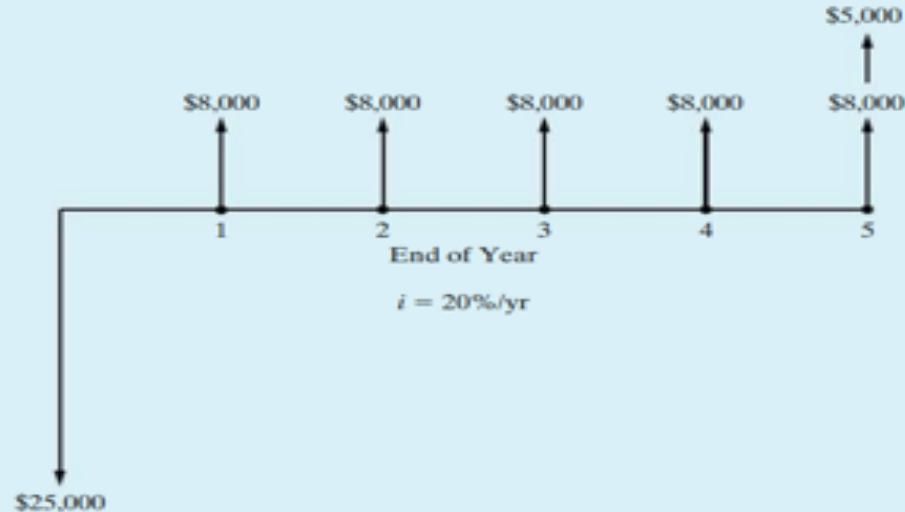 $5,000
$8,000 $8,000 $8,000 $8,000 $8,000
1 2 3 4 5
End of Year
i = 20%/yr
$25,000